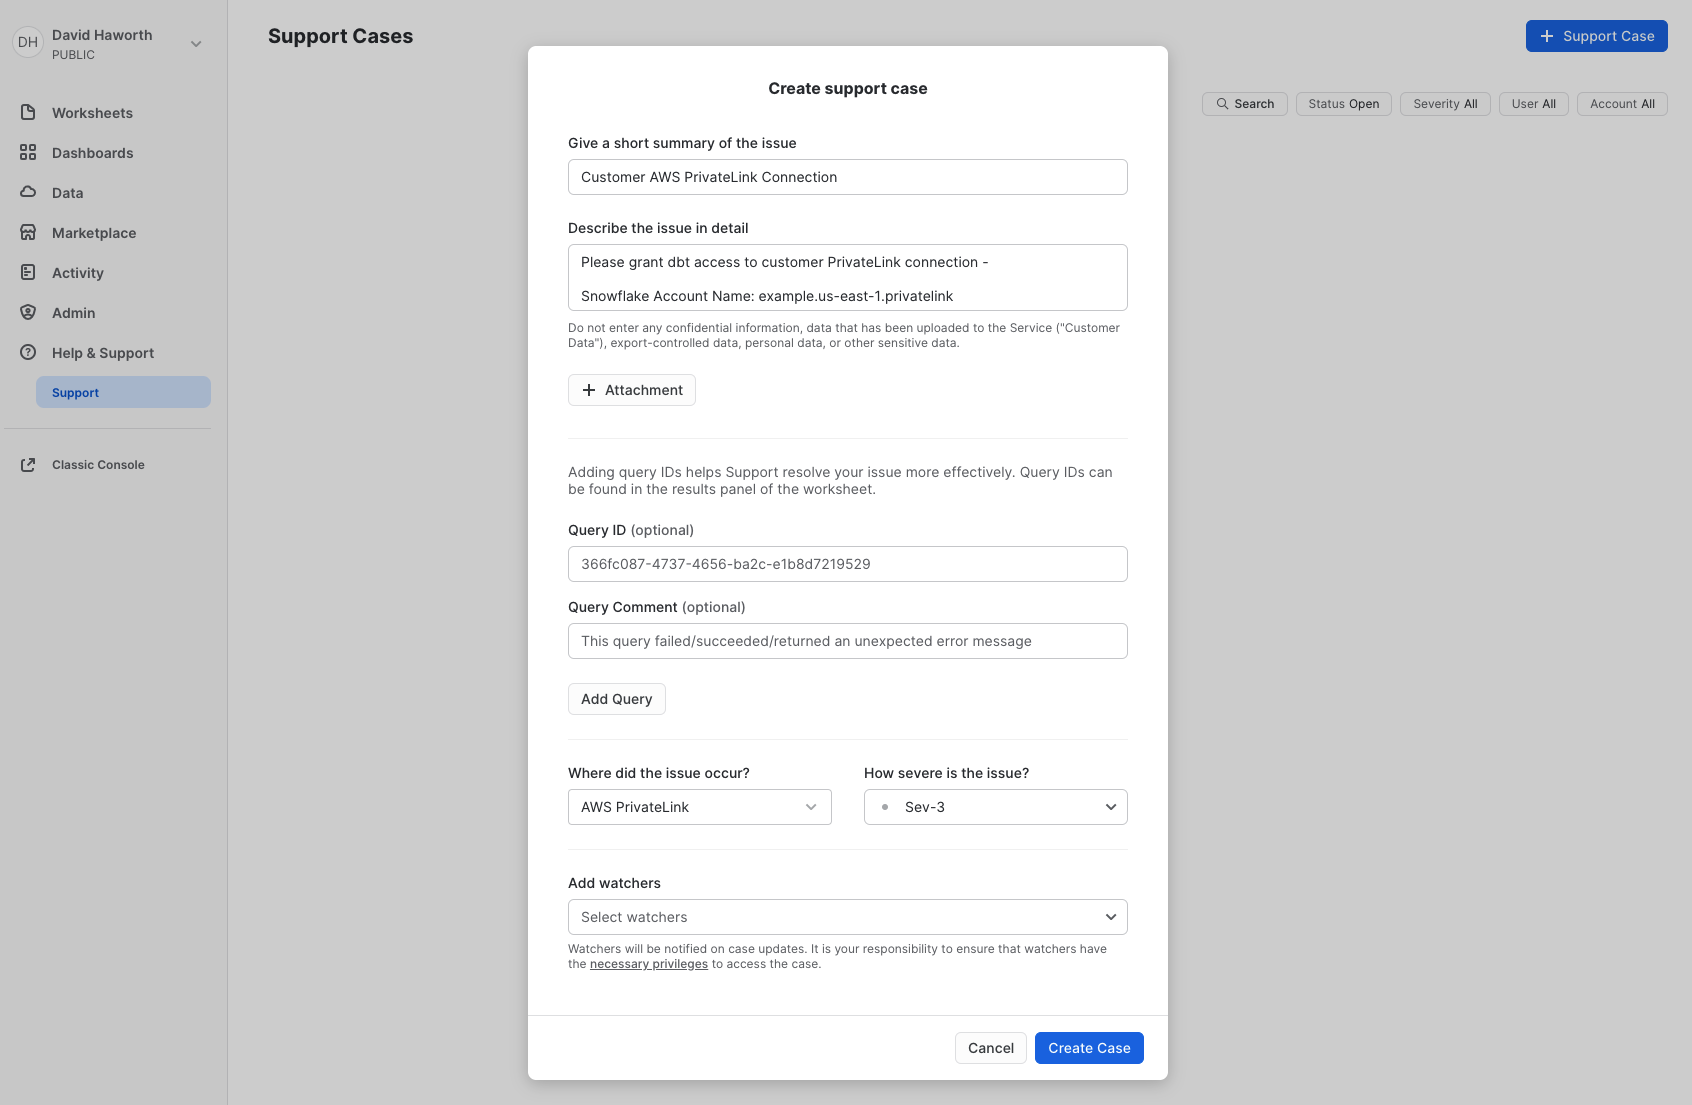 DH
David Haworth
PUBLIC
Worksheets
Dashboards
Data
Marketplace
Activity
Admin
Help & Support
Support
Classic Console
Support Cases
+ Support Case
Search
Status Open
Severity All
User All
Account All
Create support case
Give a short summary of the issue
Customer AWS PrivateLink Connection
Describe the issue in detail
Please grant dbt access to customer PrivateLink connection -
Snowflake Account Name: example.us-east-1.privatelink
Do not enter any confidential information, data that has been uploaded to the Service ("Customer
Data"), export-controlled data, personal data, or other sensitive data.
+ Attachment
Adding query IDs helps Support resolve your issue more effectively. Query IDs can
be found in the results panel of the worksheet.
Query ID (optional)
366fc087-4737-4656-ba2c-e1b8d7219529
Query Comment (optional)
This query failed/succeeded/returned an unexpected error message
Add Query
Where did the issue occur?
AWS PrivateLink
How severe is the issue?
Sev-3
Add watchers
Select watchers
Watchers will be notified on case updates. It is your responsibility to ensure that watchers have
the necessary privileges to access the case.
Cancel
Create Case